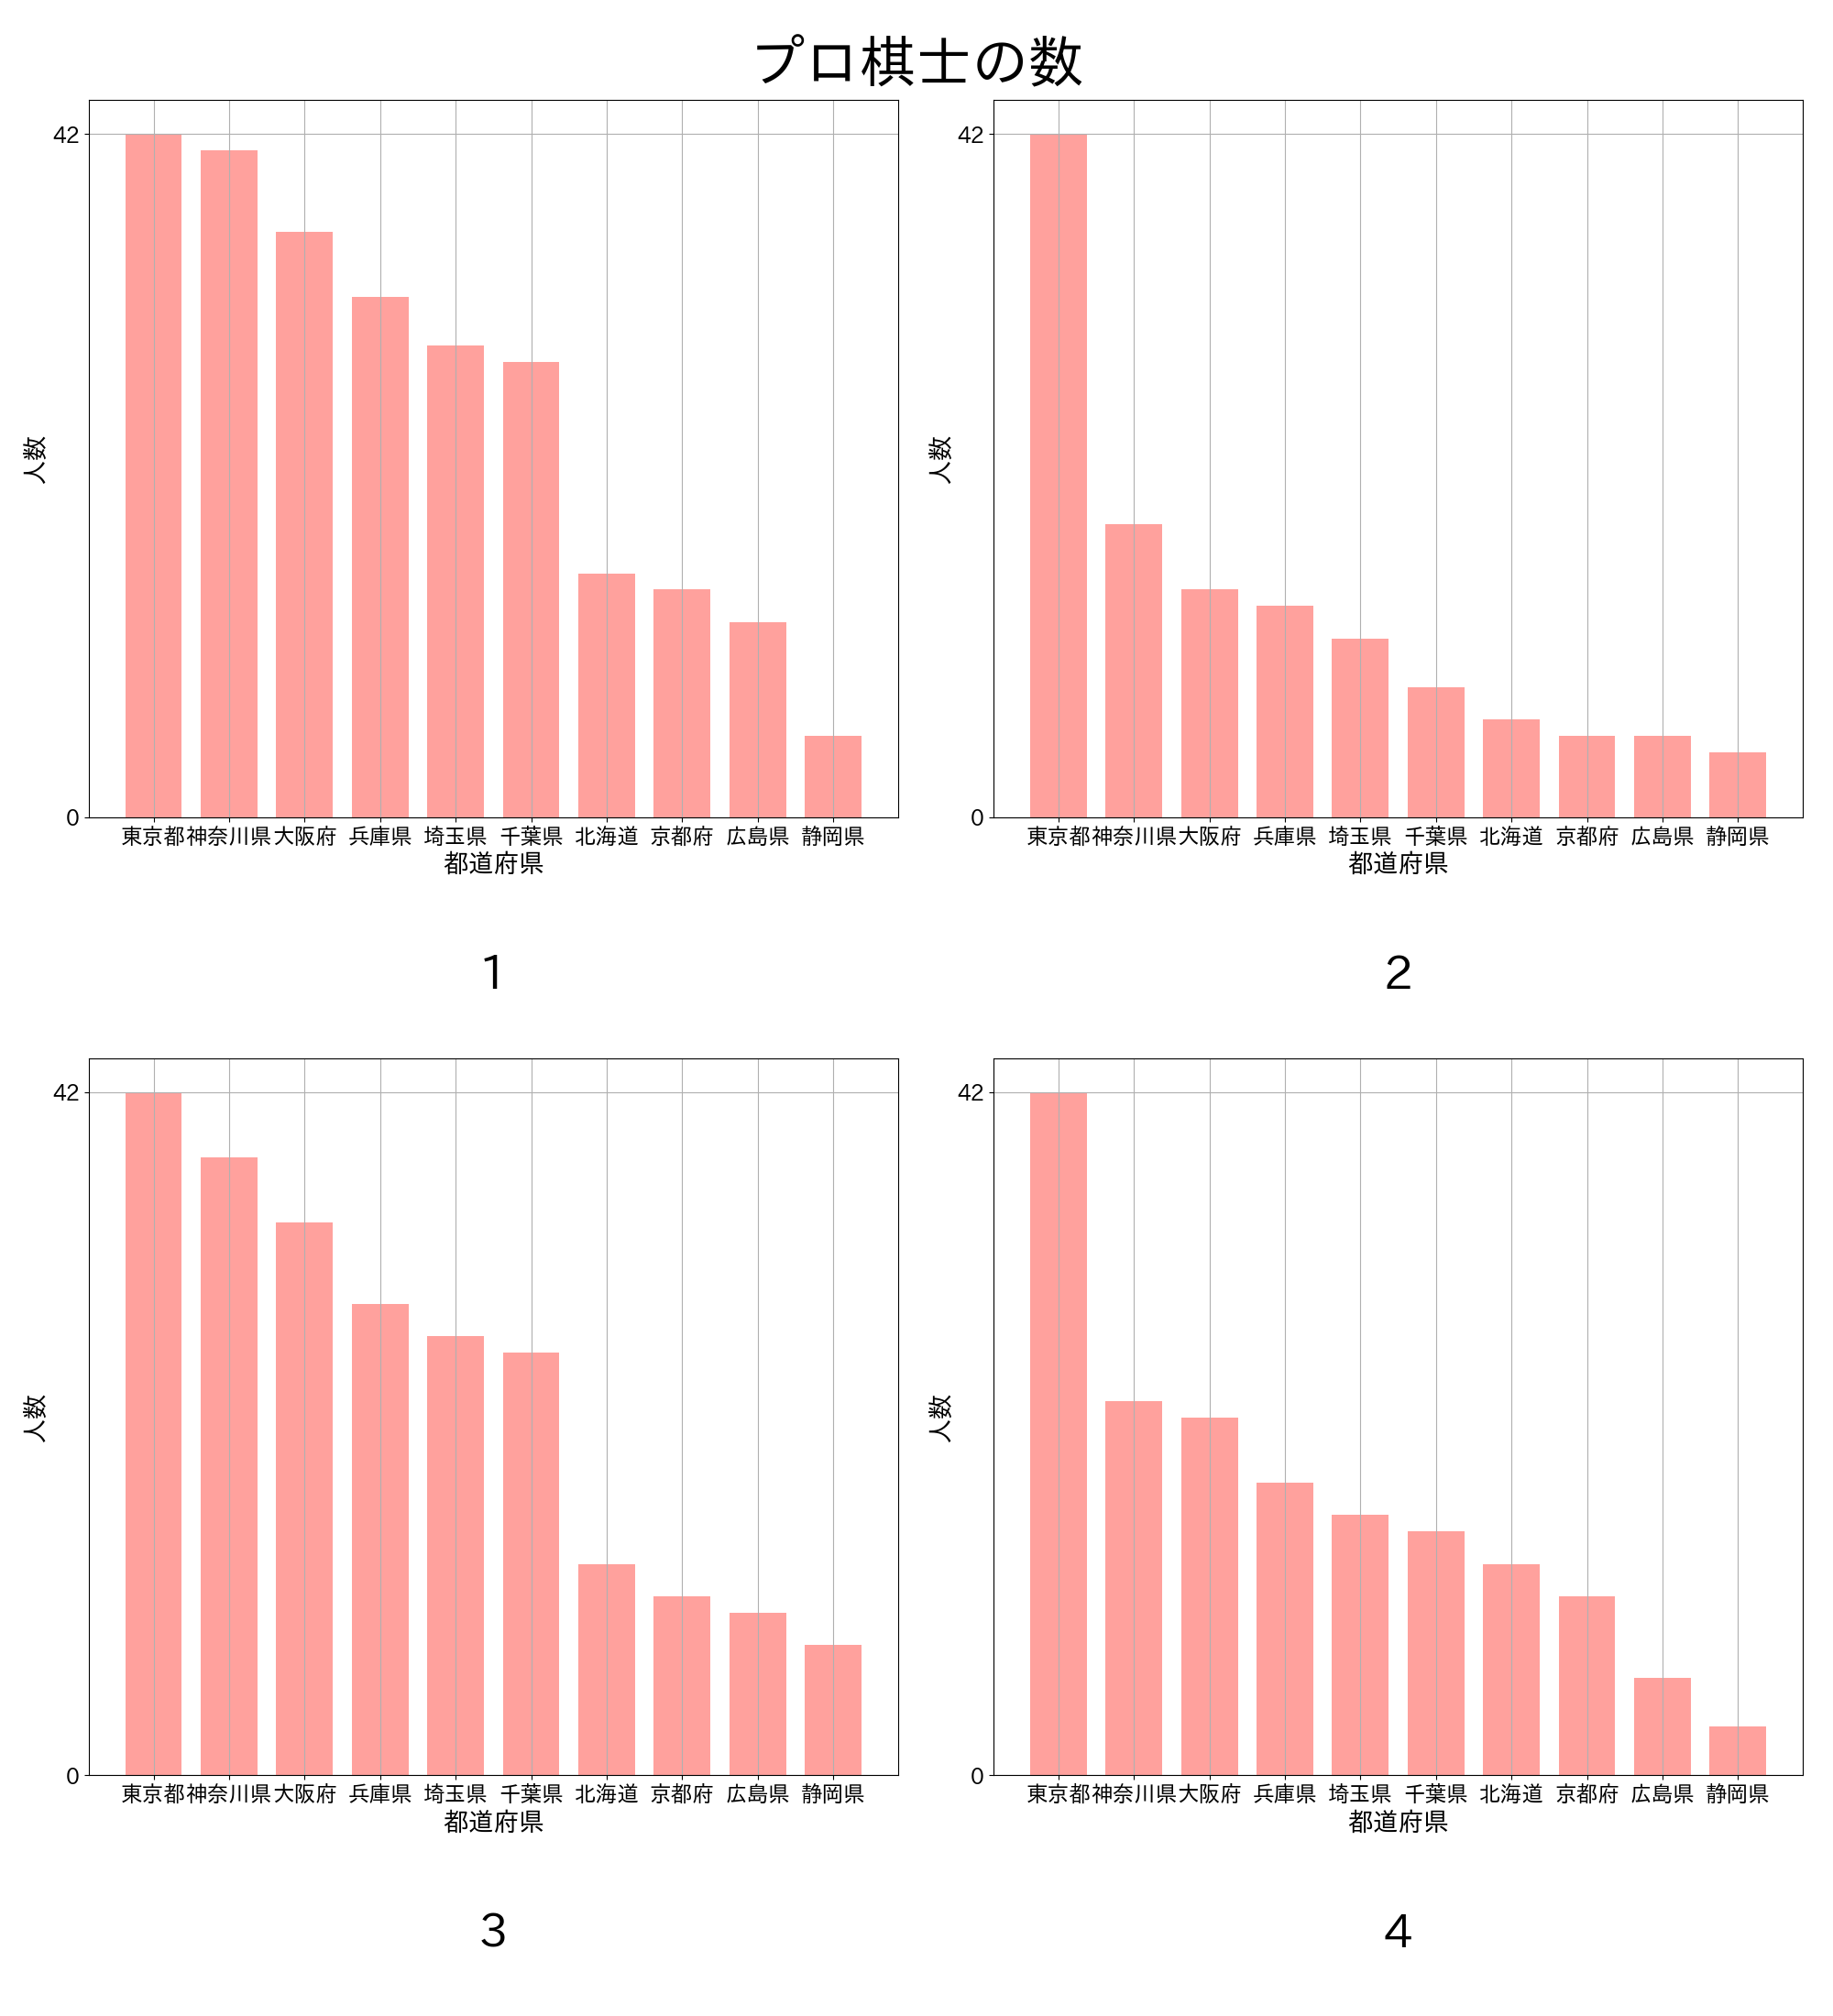 プロ棋士の数
42
0
人数
東京都 神奈川県 大阪府 兵庫県 埼玉県 千葉県 北海道 京都府 広島県 静岡県
都道府県
1
42
0
人数
東京都 神奈川県 大阪府 兵庫県 埼玉県 千葉県 北海道 京都府 広島県 静岡県
都道府県
2
42
0
人数
東京都 神奈川県 大阪府 兵庫県 埼玉県 千葉県 北海道 京都府 広島県 静岡県
都道府県
3
42
0
人数
東京都 神奈川県 大阪府 兵庫県 埼玉県 千葉県 北海道 京都府 広島県 静岡県
都道府県
4